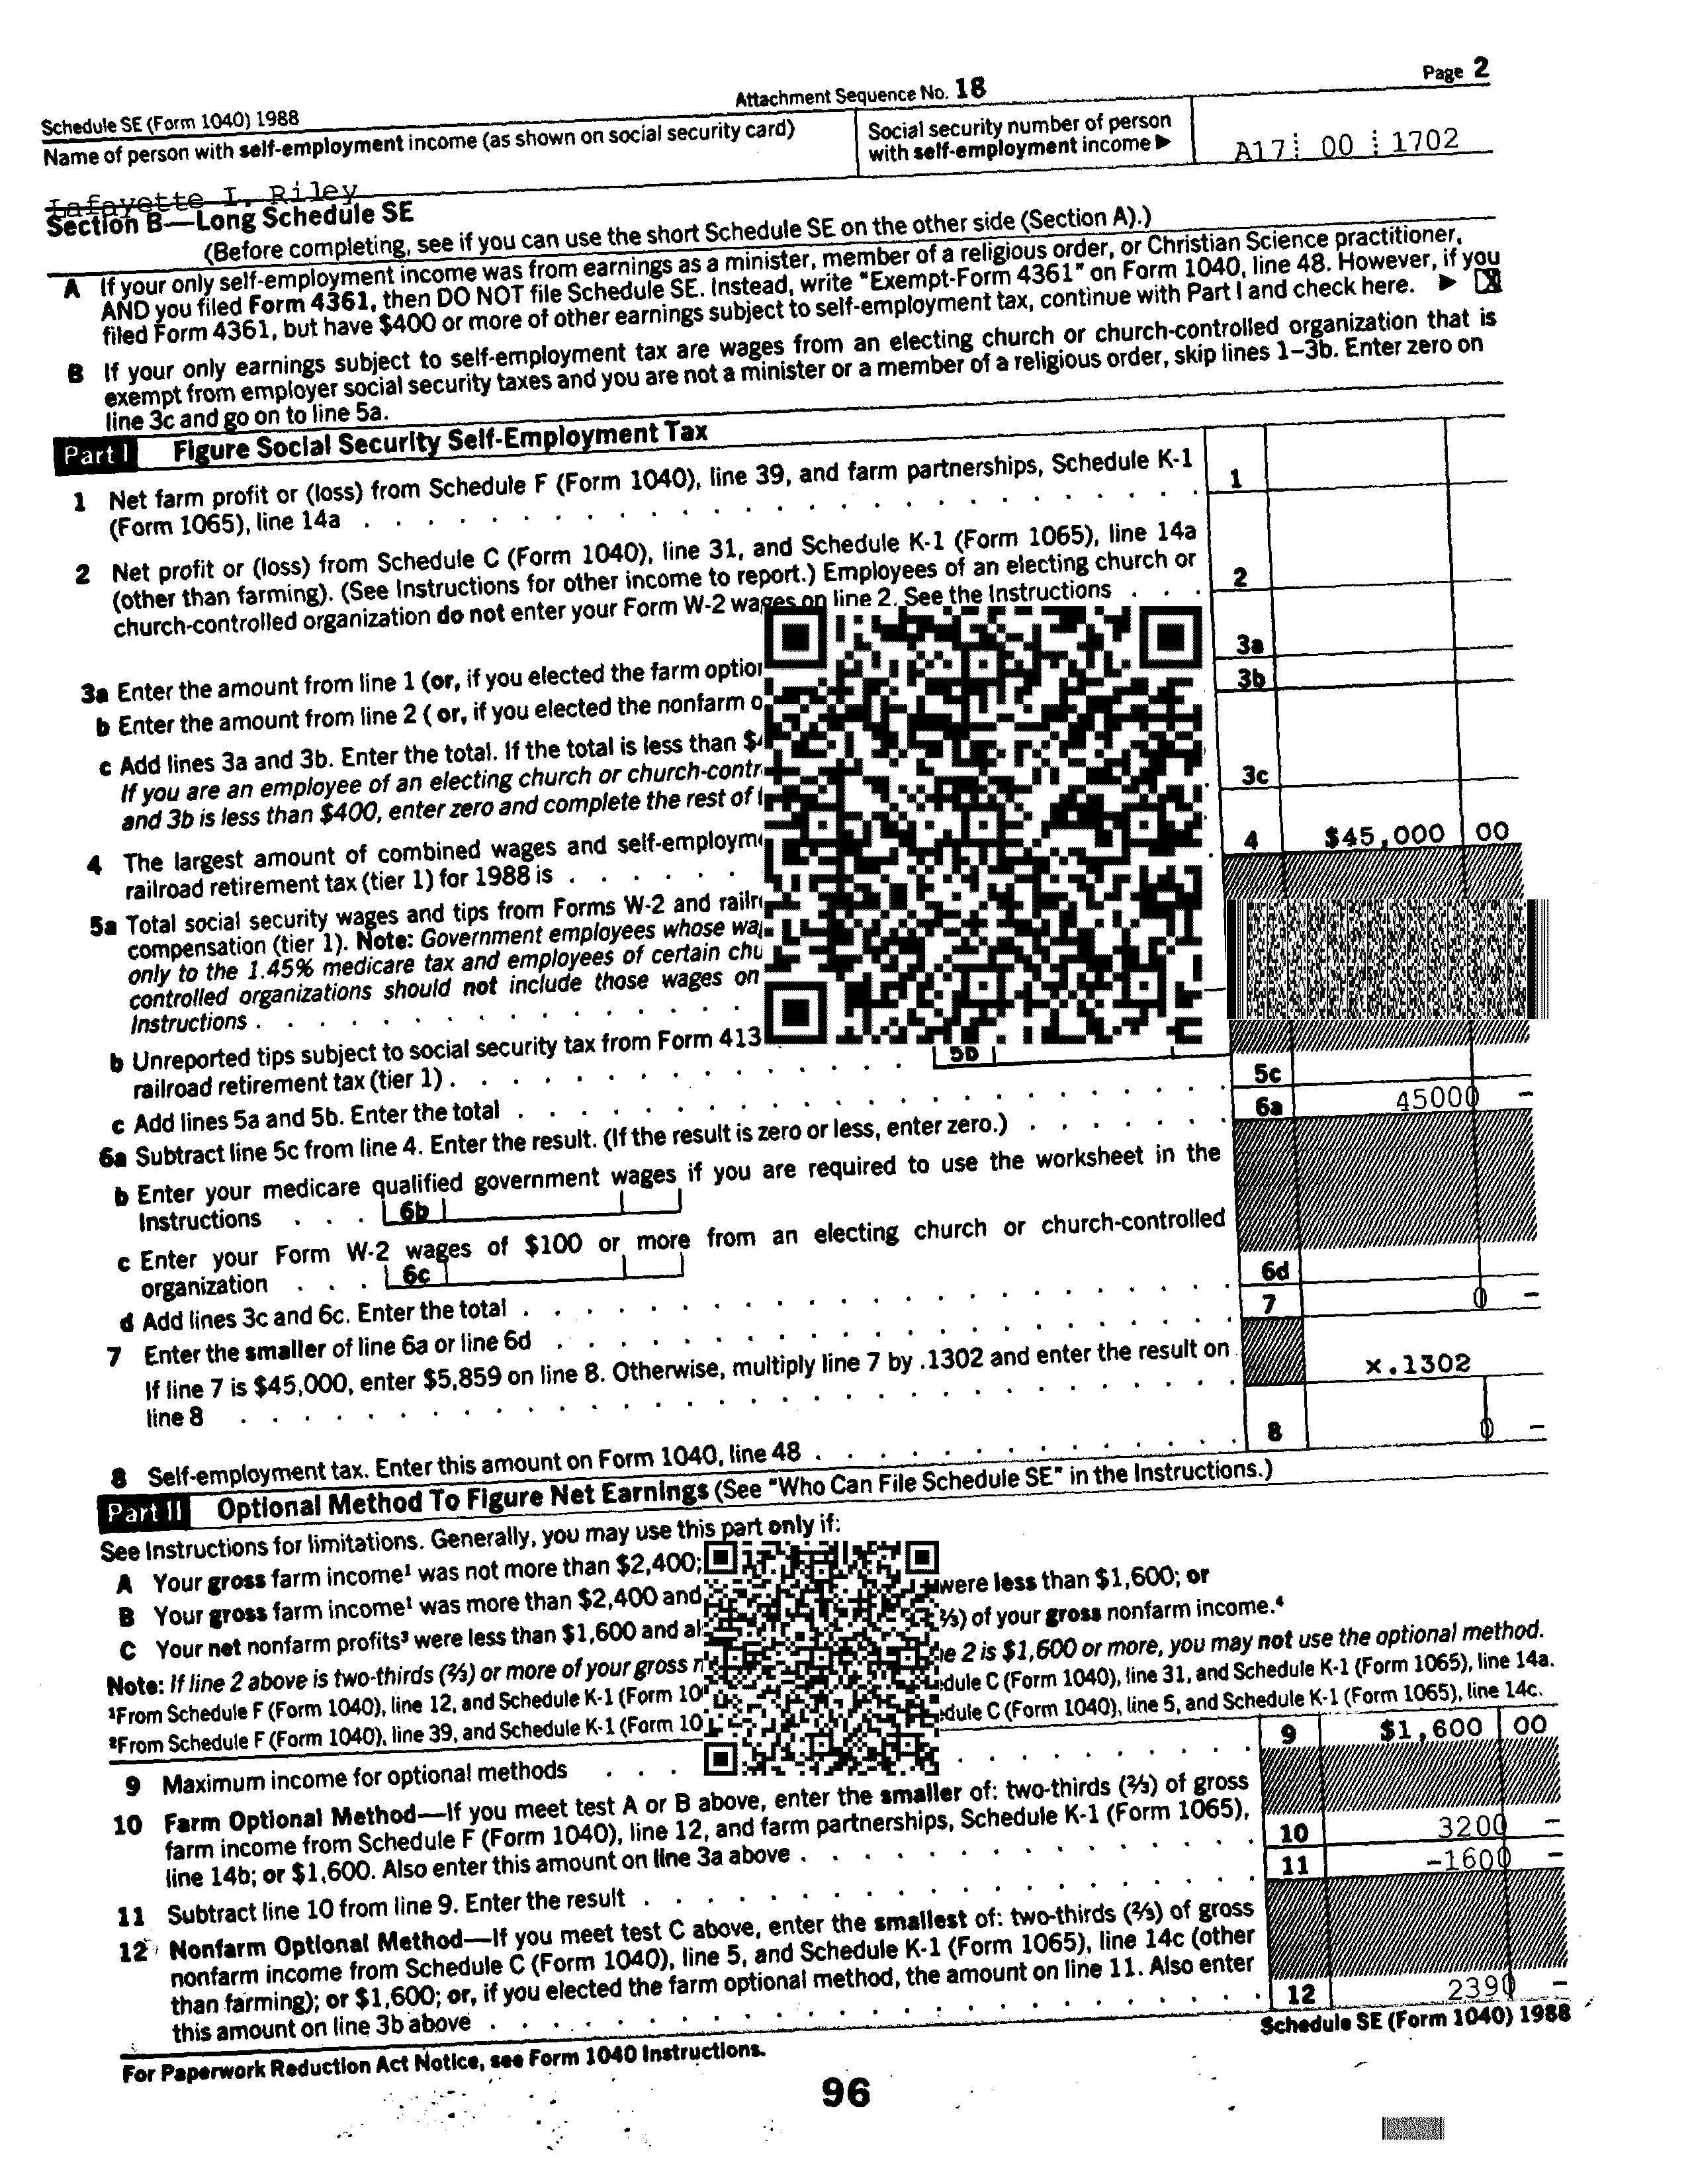 Page 2
Attachment Sequence No. 18
Schedule SE (Form 1040) 1988
Name of person with self-employment income (as shown on social security card)
Social security number of person
with self-employment income ▶
A17 00 1702
Lafayette I. Riley
Section B—Long Schedule SE
(Before completing, see if you can use the short Schedule SE on the other side (Section A).)
A If your only self-employment income was from earnings as a minister, member of a religious order, or Christian Science practitioner,
AND you filed Form 4361, then DO NOT file Schedule SE. Instead, write "Exempt-Form 4361" on Form 1040, line 48. However, if you
filed Form 4361, but have $400 or more of other earnings subject to self-employment tax, continue with Part I and check here. ▶ X
B If your only earnings subject to self-employment tax are wages from an electing church or church-controlled organization that is
exempt from employer social security taxes and you are not a minister or a member of a religious order, skip lines 1–3b. Enter zero on
line 3c and go on to line 5a.
Part I Figure Social Security Self-Employment Tax
1 Net farm profit or (loss) from Schedule F (Form 1040), line 39, and farm partnerships, Schedule K-1
(Form 1065), line 14a . . . 1
2 Net profit or (loss) from Schedule C (Form 1040), line 31, and Schedule K-1 (Form 1065), line 14a
(other than farming). (See Instructions for other income to report.) Employees of an electing church or
church-controlled organization do not enter your Form W-2 wages on line 2. See the Instructions . . . 2
3a Enter the amount from line 1 (or, if you elected the farm optio 3a
b Enter the amount from line 2 ( or, if you elected the nonfarm 3b
c Add lines 3a and 3b. Enter the total. If the total is less than
If you are an employee of an electing church or church-contr
and 3b is less than $400, enter zero and complete the rest of 3c
4 The largest amount of combined wages and self-employm
railroad retirement tax (tier 1) for 1988 is . . . . . . 4 $45,000 00
5a Total social security wages and tips from Forms W-2 and railr
compensation (tier 1). Note: Government employees whose wa
only to the 1.45% medicare tax and employees of certain chu
controlled organizations should not include those wages on
Instructions . . .
b Unreported tips subject to social security tax from Form 413
railroad retirement tax (tier 1) . . . 5b
c Add lines 5a and 5b. Enter the total . . . 5c
6a Subtract line 5c from line 4. Enter the result. (If the result is zero or less, enter zero.) . . . 6a 45000 –
b Enter your medicare qualified government wages if you are required to use the worksheet in the
Instructions . . . 6b
c Enter your Form W-2 wages of $100 or more from an electing church or church-controlled
organization . . . 6c
d Add lines 3c and 6c. Enter the total . . . 6d
7 Enter the smaller of line 6a or line 6d . . . 7 0 –
If line 7 is $45,000, enter $5,859 on line 8. Otherwise, multiply line 7 by .1302 and enter the result on
line 8 . . . x.1302
8 Self-employment tax. Enter this amount on Form 1040, line 48 . . . 8 0 –
Part II Optional Method To Figure Net Earnings (See "Who Can File Schedule SE" in the Instructions.)
See Instructions for limitations. Generally, you may use this part only if:
A Your gross farm income¹ was not more than $2,400;
B Your gross farm income¹ was more than $2,400 and were less than $1,600; or
C Your net nonfarm profits³ were less than $1,600 and al (⅔) of your gross nonfarm income.⁴
Note: If line 2 above is two-thirds (⅔) or more of your gross ne 2 is $1,600 or more, you may not use the optional method.
¹From Schedule F (Form 1040), line 12, and Schedule K-1 (Form 10 edule C (Form 1040), line 31, and Schedule K-1 (Form 1065), line 14a.
²From Schedule F (Form 1040), line 39, and Schedule K-1 (Form 10 edule C (Form 1040), line 5, and Schedule K-1 (Form 1065), line 14c.
9 Maximum income for optional methods . . . 9 $1,600 00
10 Farm Optional Method—If you meet test A or B above, enter the smaller of: two-thirds (⅔) of gross
farm income from Schedule F (Form 1040), line 12, and farm partnerships, Schedule K-1 (Form 1065),
line 14b; or $1,600. Also enter this amount on line 3a above . . . 10 3200 –
11 Subtract line 10 from line 9. Enter the result . . . 11 -1600 –
12 Nonfarm Optional Method—If you meet test C above, enter the smallest of: two-thirds (⅔) of gross
nonfarm income from Schedule C (Form 1040), line 5, and Schedule K-1 (Form 1065), line 14c (other
than farming); or $1,600; or, if you elected the farm optional method, the amount on line 11. Also enter
this amount on line 3b above . . . 12 2390 –
For Paperwork Reduction Act Notice, see Form 1040 Instructions.
Schedule SE (Form 1040) 1988
96